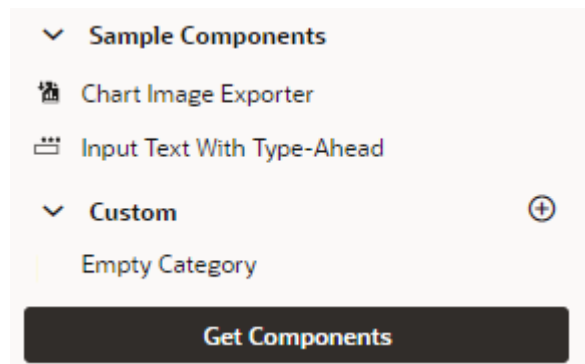 Sample Components
Chart Image Exporter
Input Text With Type-Ahead
Custom
Empty Category
Get Components